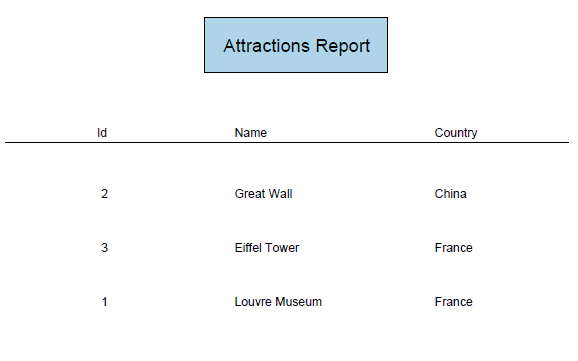 Attractions Report
Id Name Country
2 Great Wall China
3 Eiffel Tower France
1 Louvre Museum France